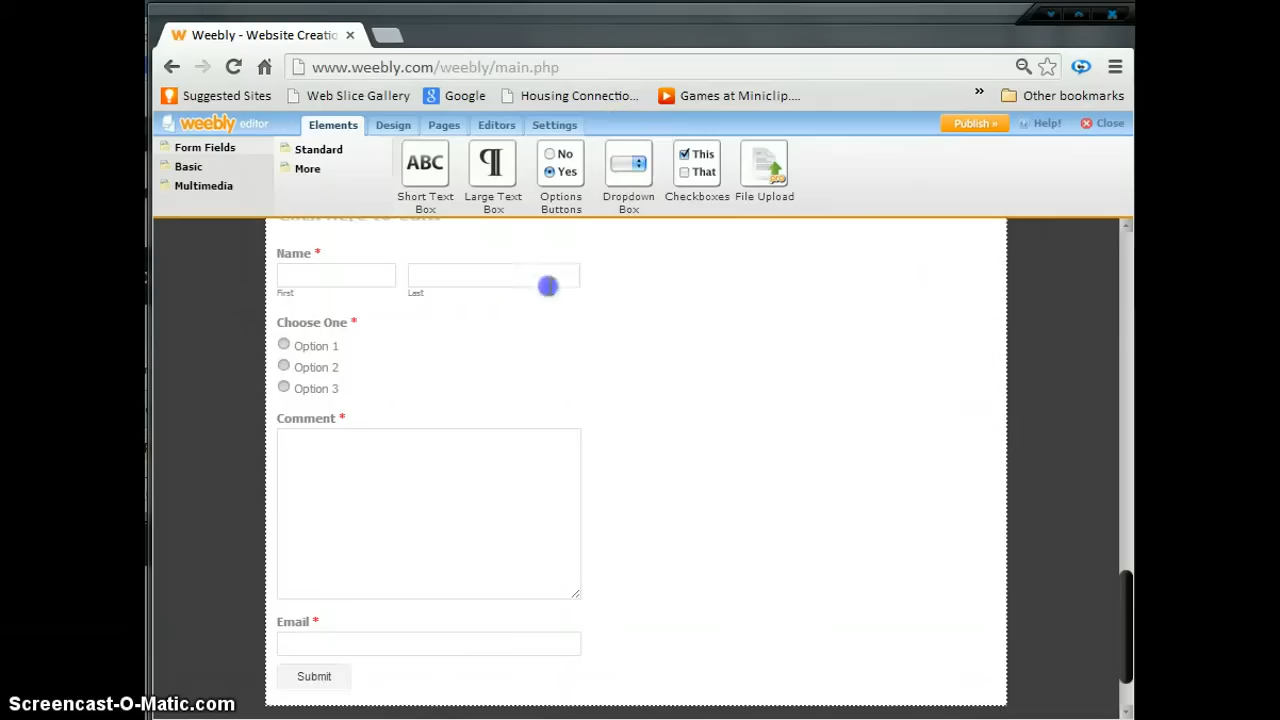 Weebly - Website Creatio
www.weebly.com/weebly/main.php
Suggested Sites Web Slice Gallery Google Housing Connectio... Games at Miniclip.... » Other bookmarks
weebly editor Elements Design Pages Editors Settings Publish » Help! Close
Form Fields
Basic
Multimedia
Standard
More
ABC
Short Text
Box
Large Text
Box
No
Yes
Options
Buttons
Dropdown
Box
This
That
Checkboxes
pro
File Upload
Name *
First Last
Choose One *
Option 1
Option 2
Option 3
Comment *
Email *
Submit
Screencast-O-Matic.com